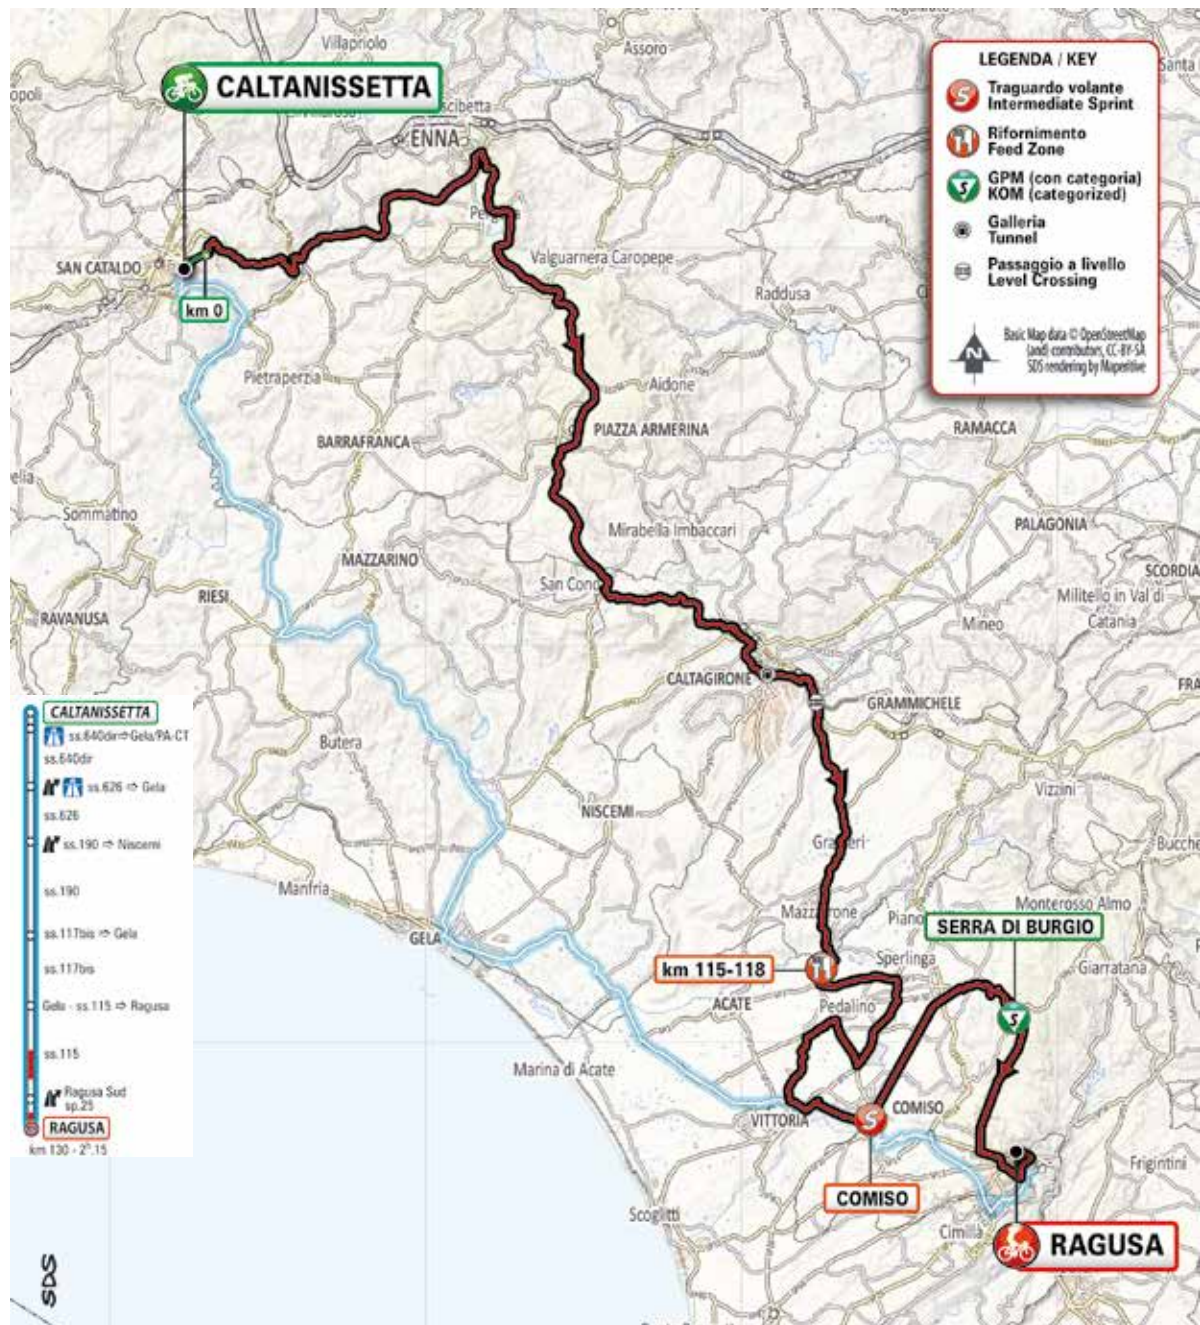 Villapriolo
Assoro
CALTANISSETTA
ENNA
LEGENDA / KEY
Traguardo volante
Intermediate Sprint
Rifornimento
Feed Zone
S
GPM (con categoria)
KOM (categorized)
Galleria
Tunnel
Passaggio a livello
Level Crossing
N
Basic Map data © OpenStreetMap
(and) contributors, CC-BY-SA
SDS rendering by Maperitive
SAN CATALDO
km 0
Valguarnera Caropepe
Raddusa
Pietraperzia
Aidone
BARRAFRANCA
PIAZZA ARMERINA
RAMACCA
Sommatino
Mirabella Imbaccari
PALAGONIA
MAZZARINO
San Cono
SCORDIA
RIESI
RAVANUSA
Militello in Val di
Catania
Mineo
CALTAGIRONE
GRAMMICHELE
CALTANISSETTA
ss.640dir⇨Gela/PA-CT
ss.640dir
ss.626 ⇨ Gela
ss.626
ss.190 ⇨ Niscemi
ss.190
ss.117bis ⇨ Gela
ss.117bis
Gela - ss.115 ⇨ Ragusa
ss.115
Ragusa Sud
sp.25
RAGUSA
km 130 - 2h.15
Butera
NISCEMI
Vizzini
Manfria
Monterosso Almo
SERRA DI BURGIO
GELA
km 115-118
Sperlinga
Giarratana
ACATE
Pedalino
S
Marina di Acate
VITTORIA
S
COMISO
Frigintini
COMISO
Scoglitti
Cimilla
RAGUSA
SDS